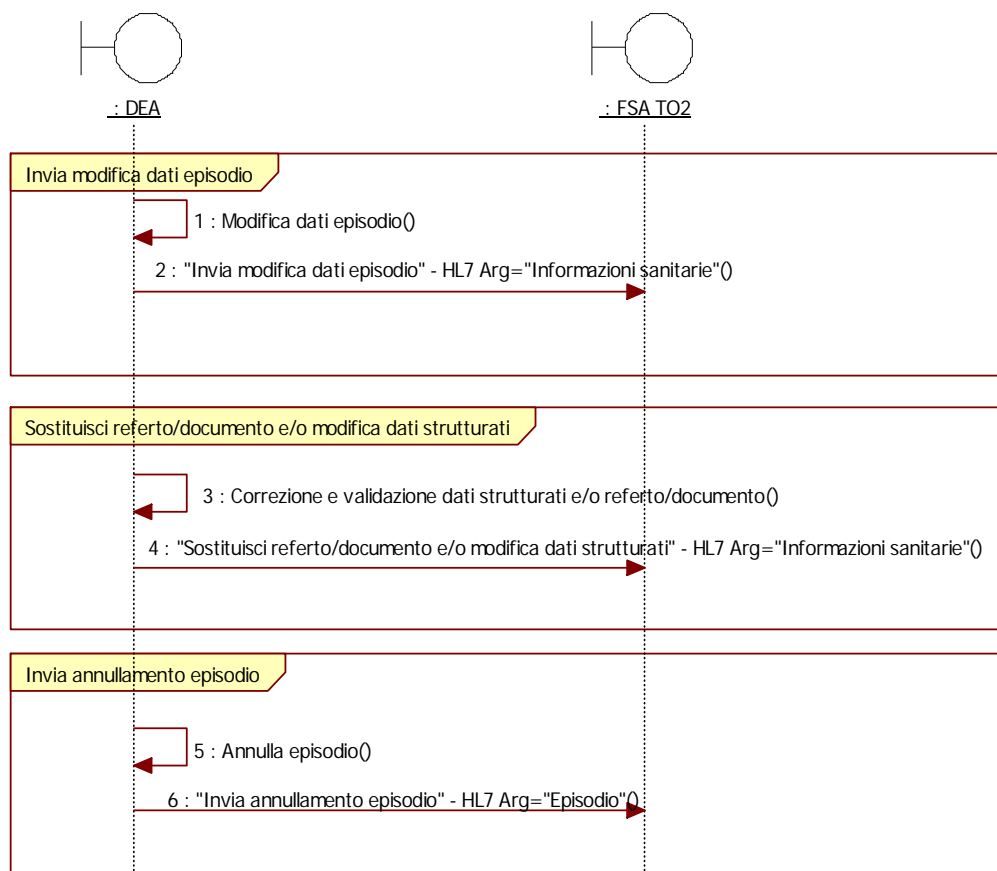 : DEA
: FSA TO2
Invia modifica dati episodio
1 : Modifica dati episodio()
2 : "Invia modifica dati episodio" - HL7 Arg="Informazioni sanitarie"()
Sostituisci referto/documento e/o modifica dati strutturati
3 : Correzione e validazione dati strutturati e/o referto/documento()
4 : "Sostituisci referto/documento e/o modifica dati strutturati" - HL7 Arg="Informazioni sanitarie"()
Invia annullamento episodio
5 : Annulla episodio()
6 : "Invia annullamento episodio" - HL7 Arg="Episodio"()